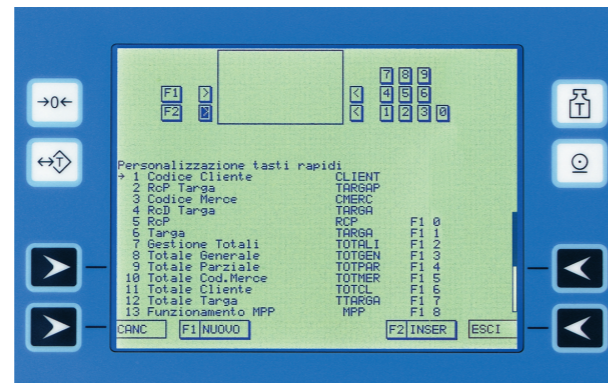 7 8 9
F1 > < 4 5 6
F2 > < 1 2 3 0
→0←
T
↔T
Personalizzazione tasti rapidi
→ 1 Codice Cliente CLIENT
2 RcP Targa TARGAP
3 Codice Merce CMERC
4 RcD Targa TARGA
5 RcP RCP F1 0
6 Targa TARGA F1 1
7 Gestione Totali TOTALI F1 2
8 Totale Generale TOTGEN F1 3
9 Totale Parziale TOTPAR F1 4
10 Totale Cod.Merce TOTMER F1 5
11 Totale Cliente TOTCL F1 6
12 Totale Targa TTARGA F1 7
13 Funzionamento MPP MPP F1 8
CANC F1 NUOVO F2 INSER ESCI